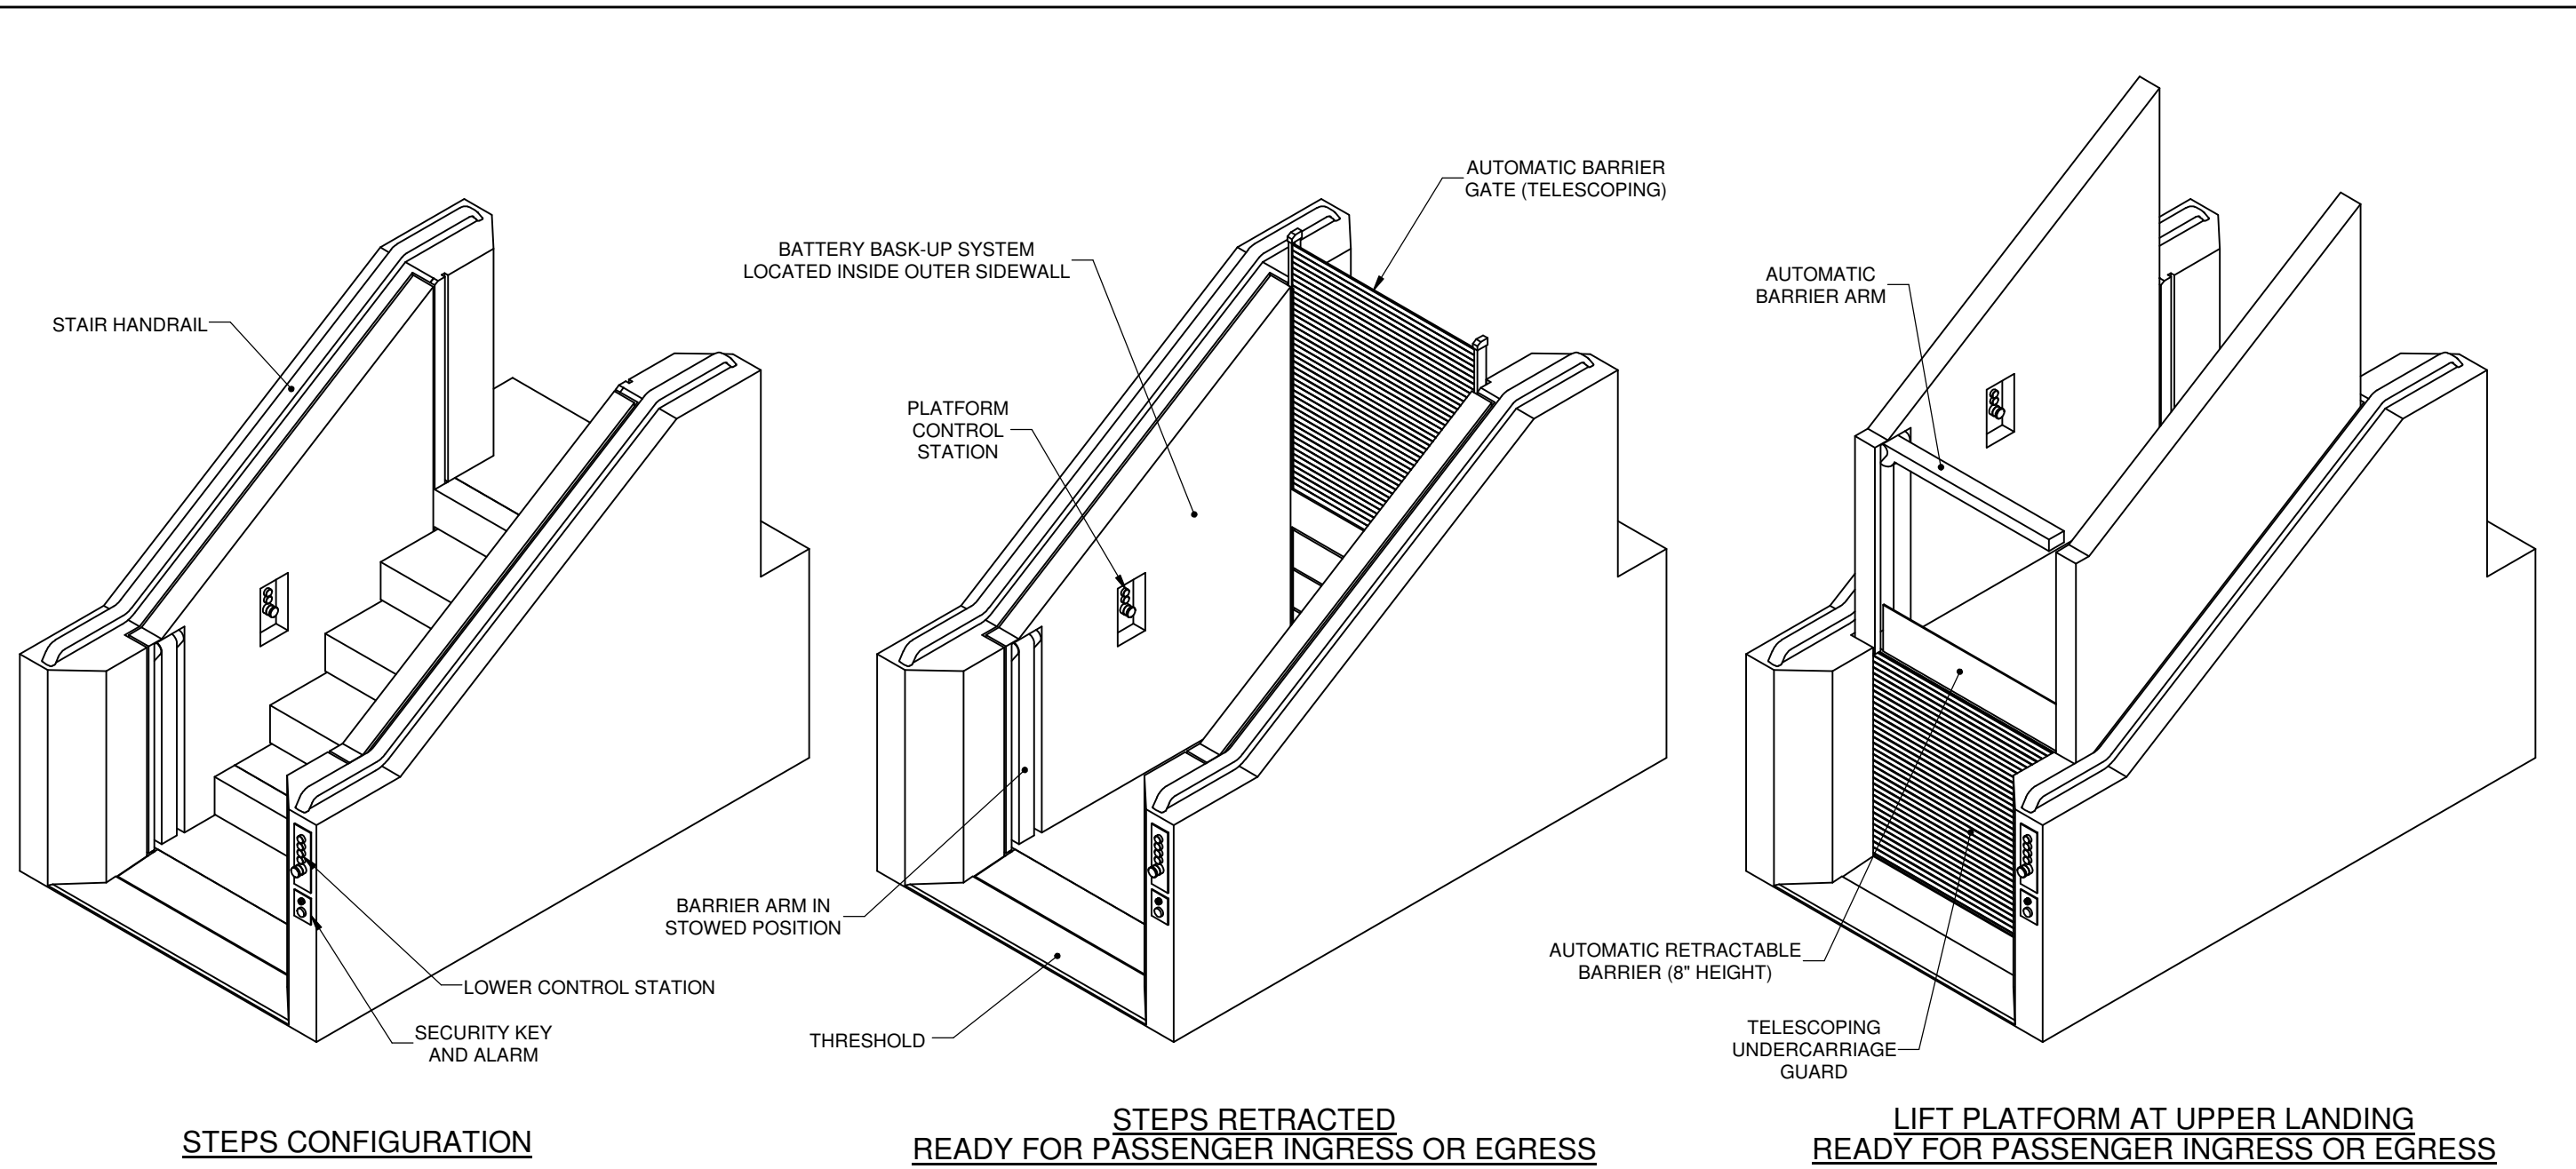 STAIR HANDRAIL
LOWER CONTROL STATION
SECURITY KEY
AND ALARM
STEPS CONFIGURATION
AUTOMATIC BARRIER
GATE (TELESCOPING)
BATTERY BASK-UP SYSTEM
LOCATED INSIDE OUTER SIDEWALL
PLATFORM
CONTROL
STATION
BARRIER ARM IN
STOWED POSITION
THRESHOLD
STEPS RETRACTED
READY FOR PASSENGER INGRESS OR EGRESS
AUTOMATIC
BARRIER ARM
AUTOMATIC RETRACTABLE
BARRIER (8" HEIGHT)
TELESCOPING
UNDERCARRIAGE
GUARD
LIFT PLATFORM AT UPPER LANDING
READY FOR PASSENGER INGRESS OR EGRESS